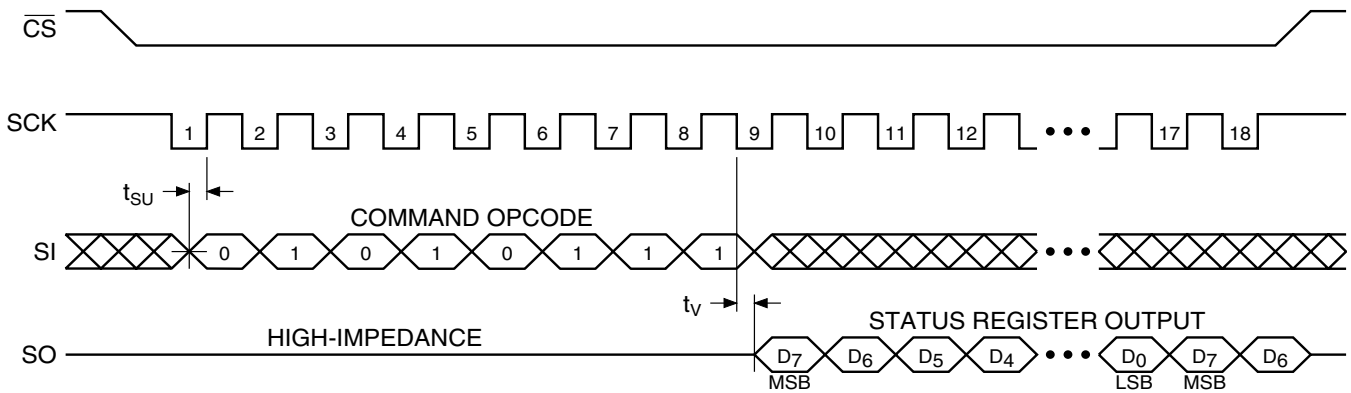 CS
SCK 1 2 3 4 5 6 7 8 9 10 11 12 ••• 17 18
tSU
COMMAND OPCODE
SI 0 1 0 1 0 1 1 1 •••
tV
HIGH-IMPEDANCE STATUS REGISTER OUTPUT
SO D7 D6 D5 D4 ••• D0 D7 D6
MSB LSB MSB